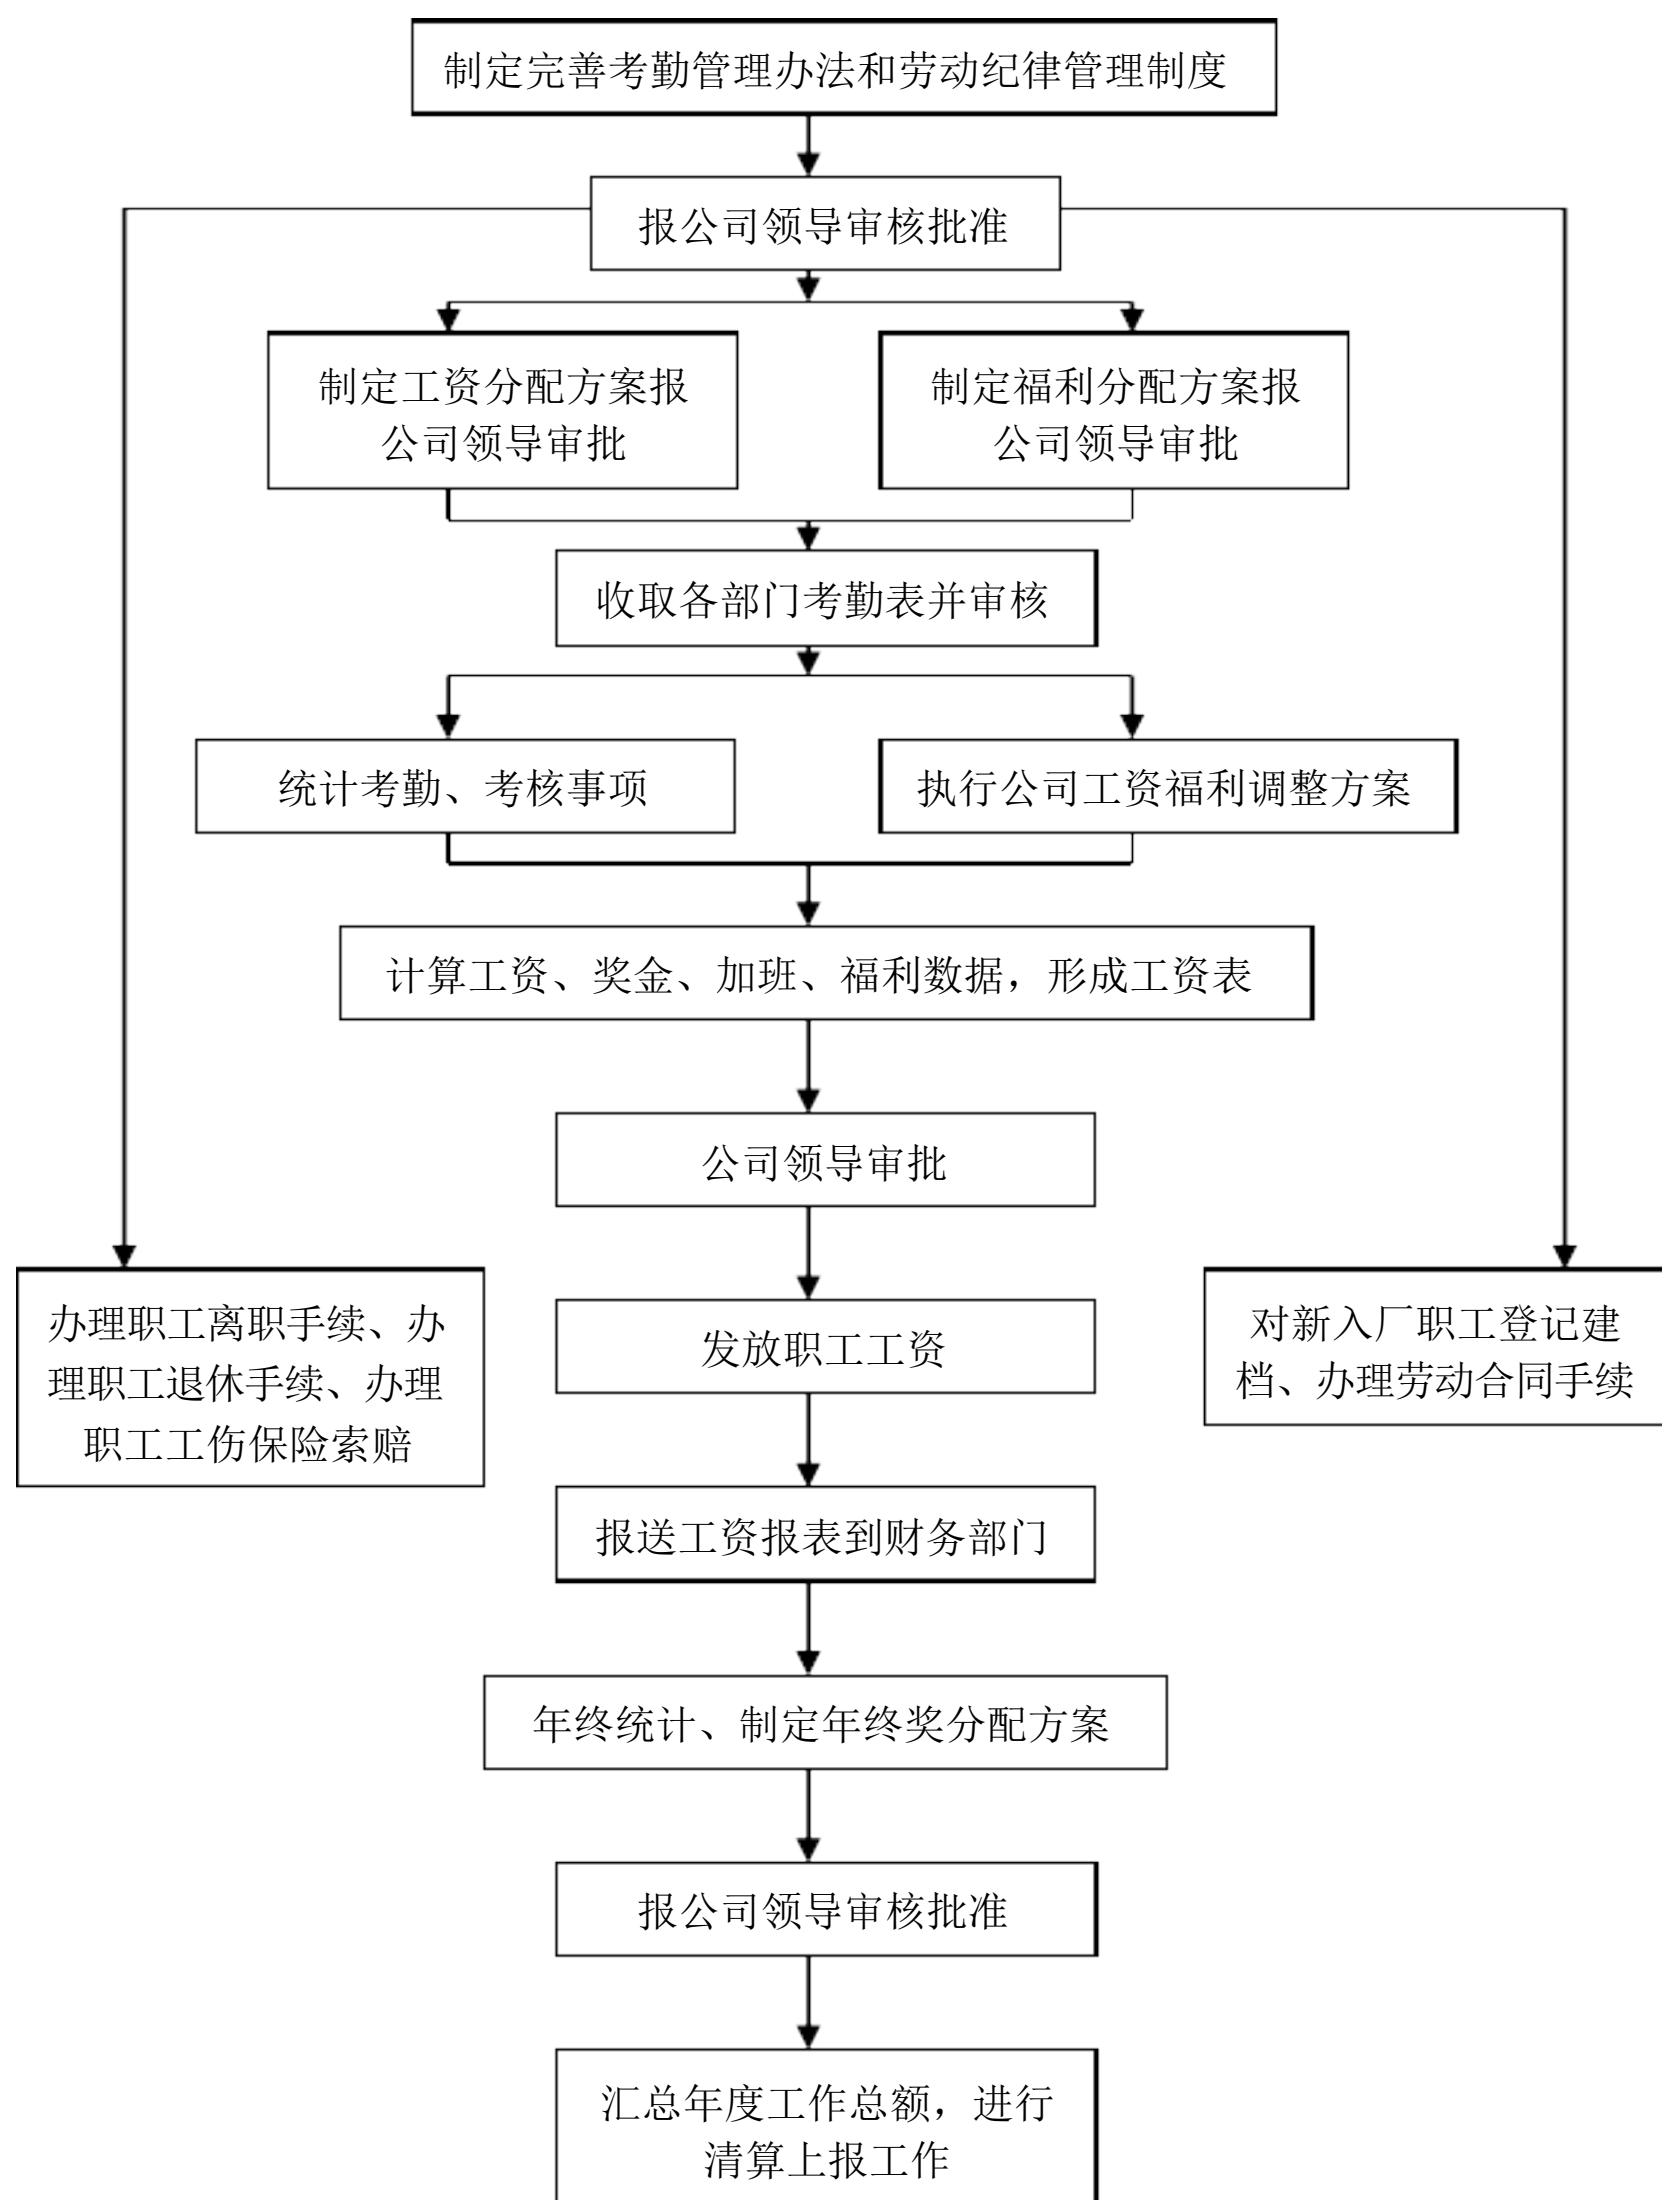 制定完善考勤管理办法和劳动纪律管理制度
报公司领导审核批准
制定工资分配方案报
公司领导审批
制定福利分配方案报
公司领导审批
收取各部门考勤表并审核
统计考勤、考核事项
执行公司工资福利调整方案
计算工资、奖金、加班、福利数据，形成工资表
公司领导审批
办理职工离职手续、办
理职工退休手续、办理
职工工伤保险索赔
发放职工工资
对新入厂职工登记建
档、办理劳动合同手续
报送工资报表到财务部门
年终统计、制定年终奖分配方案
报公司领导审核批准
汇总年度工作总额，进行
清算上报工作